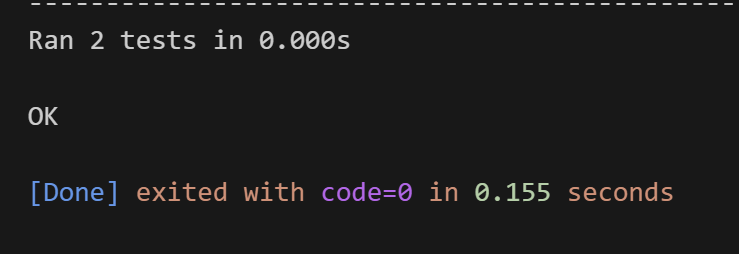 ----------------------------------------------
Ran 2 tests in 0.000s
OK
[Done] exited with code=0 in 0.155 seconds